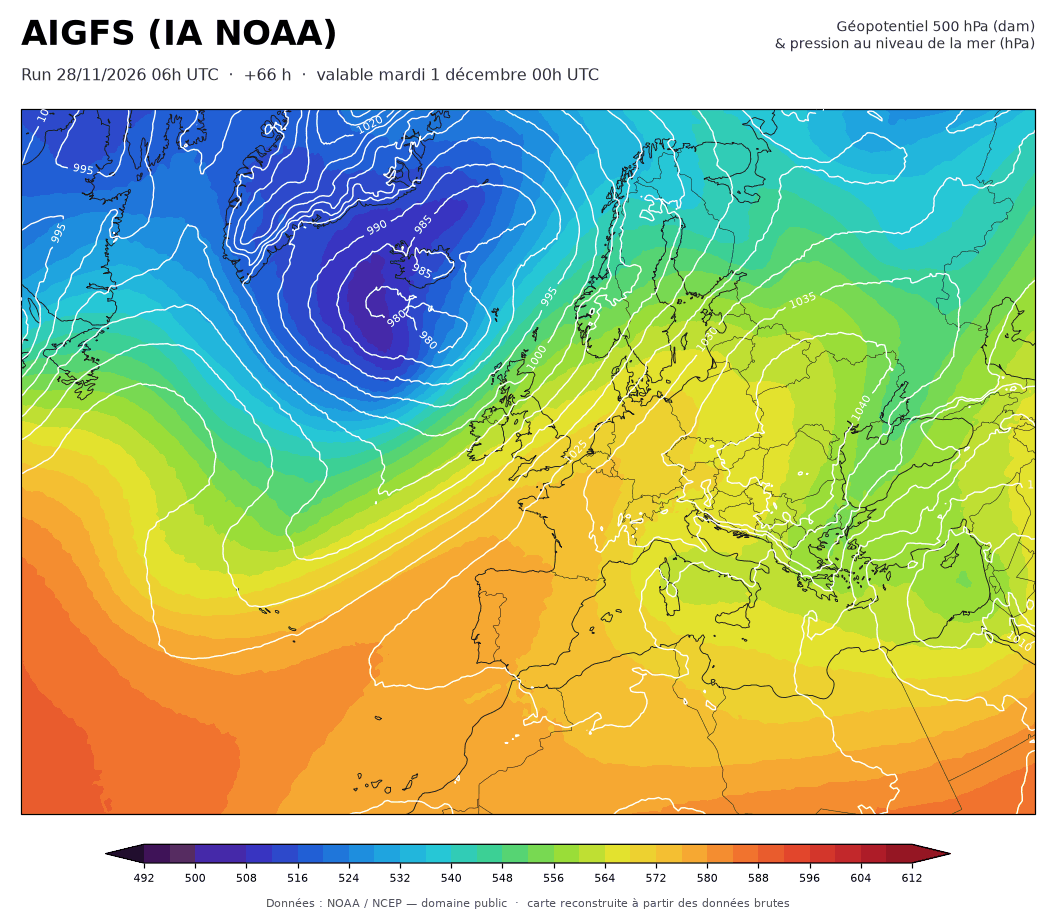 AIGFS (IA NOAA)
Géopotentiel 500 hPa (dam)
& pression au niveau de la mer (hPa)
Run 28/11/2026 06h UTC · +66 h · valable mardi 1 décembre 00h UTC
1020
995
995
990
985
985
980
980
995
1000
1025
1035
1040
1010
492 500 508 516 524 532 540 548 556 564 572 580 588 596 604 612
Données : NOAA / NCEP — domaine public · carte reconstruite à partir des données brutes